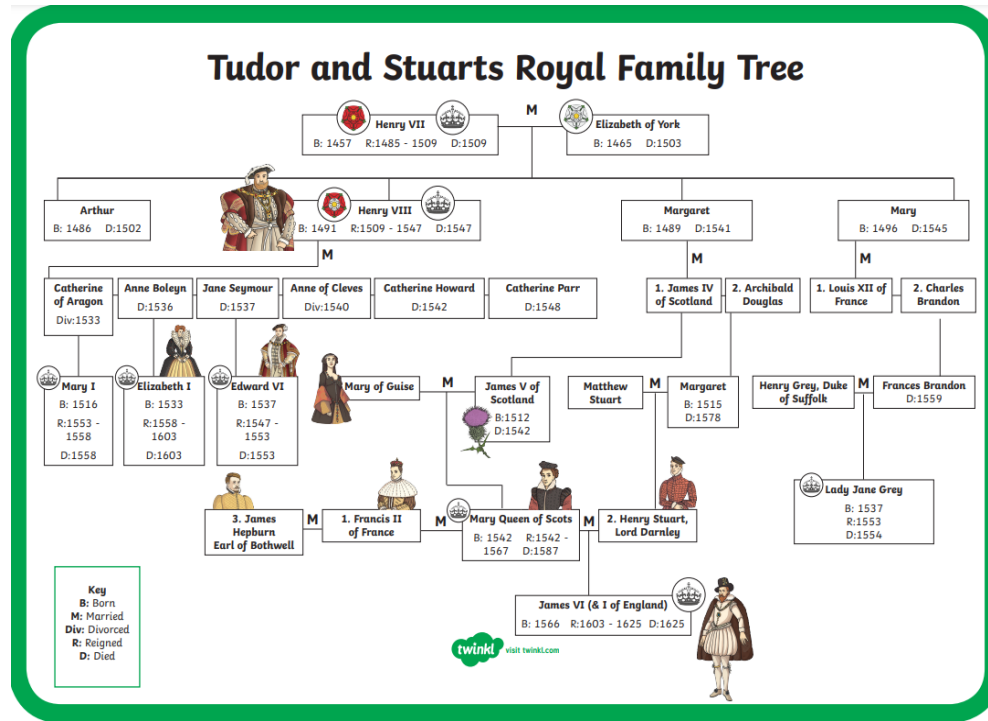 Tudor and Stuarts Royal Family Tree
M
Henry VII
B: 1457 R:1485 - 1509 D:1509
Elizabeth of York
B: 1465 D:1503
Arthur
B: 1486 D:1502
Henry VIII
B: 1491 R:1509 - 1547 D:1547
Margaret
B: 1489 D:1541
Mary
B: 1496 D:1545
M
M
M
Catherine
of Aragon
Div:1533
Anne Boleyn
D:1536
Jane Seymour
D:1537
Anne of Cleves
Div:1540
Catherine Howard
D:1542
Catherine Parr
D:1548
1. James IV
of Scotland
2. Archibald
Douglas
1. Louis XII of
France
2. Charles
Brandon
Mary I
B: 1516
R:1553 -
1558
D:1558
Elizabeth I
B: 1533
R:1558 -
1603
D:1603
Edward VI
B: 1537
R:1547 -
1553
D:1553
Mary of Guise
M
James V of
Scotland
B:1512
D:1542
Matthew
Stuart
M
Margaret
B: 1515
D:1578
Henry Grey, Duke
of Suffolk
M
Frances Brandon
D:1559
Lady Jane Grey
B: 1537
R:1553
D:1554
3. James
Hepburn
Earl of Bothwell
M
1. Francis II
of France
M
Mary Queen of Scots
B: 1542 R:1542 -
1567 D:1587
M
2. Henry Stuart,
Lord Darnley
James VI (& I of England)
B: 1566 R:1603 - 1625 D:1625
Key
B: Born
M: Married
Div: Divorced
R: Reigned
D: Died
twinkl visit twinkl.com